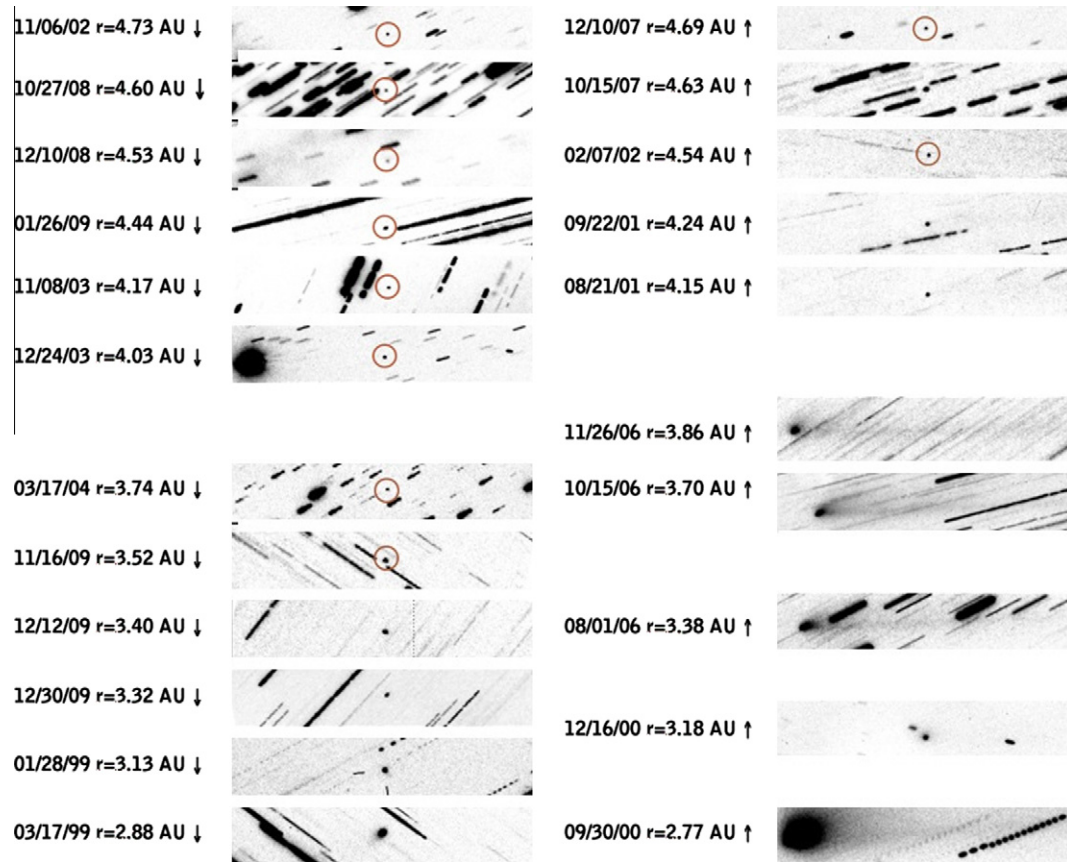 11/06/02 r=4.73 AU ↓
10/27/08 r=4.60 AU ↓
12/10/08 r=4.53 AU ↓
01/26/09 r=4.44 AU ↓
11/08/03 r=4.17 AU ↓
12/24/03 r=4.03 AU ↓
03/17/04 r=3.74 AU ↓
11/16/09 r=3.52 AU ↓
12/12/09 r=3.40 AU ↓
12/30/09 r=3.32 AU ↓
01/28/99 r=3.13 AU ↓
03/17/99 r=2.88 AU ↓
12/10/07 r=4.69 AU ↑
10/15/07 r=4.63 AU ↑
02/07/02 r=4.54 AU ↑
09/22/01 r=4.24 AU ↑
08/21/01 r=4.15 AU ↑
11/26/06 r=3.86 AU ↑
10/15/06 r=3.70 AU ↑
08/01/06 r=3.38 AU ↑
12/16/00 r=3.18 AU ↑
09/30/00 r=2.77 AU ↑